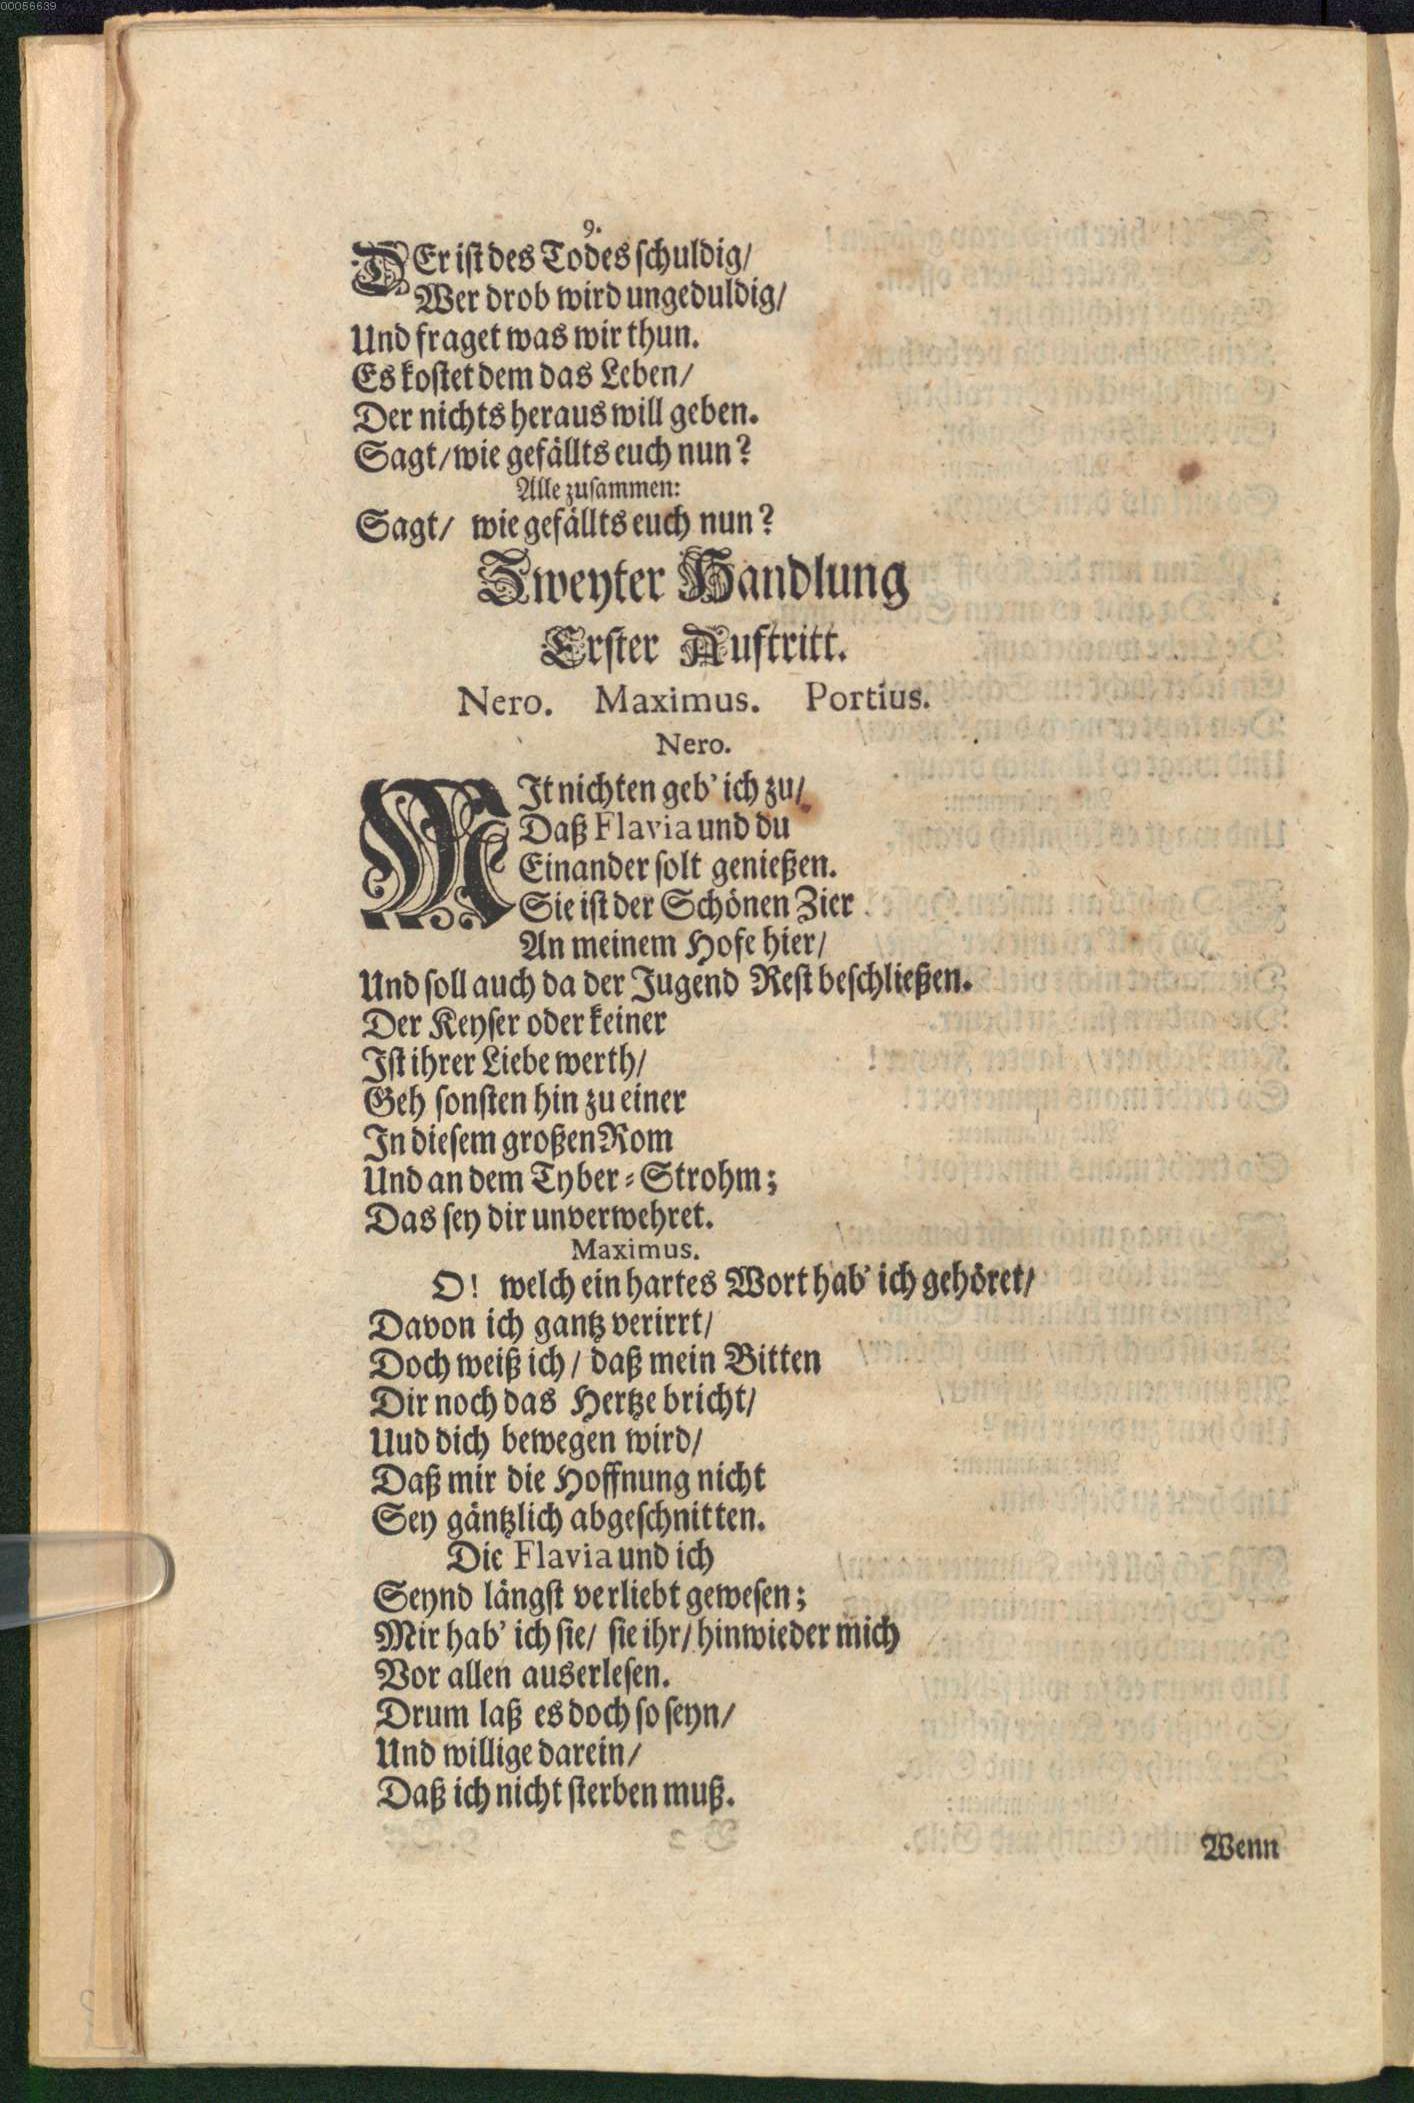 00056639
9.
DEr ist des Todes schuldig/
Wer drob wird ungeduldig/
Und fraget was wir thun.
Es kostet dem das Leben/
Der nichts heraus will geben.
Sagt/ wie gefällts euch nun?
Alle zusammen:
Sagt/ wie gefällts euch nun?
Zweyter Handlung
Erster Auftritt.
Nero. Maximus. Portius.
Nero.
MIt nichten geb' ich zu/
Daß Flavia und du
Einander solt genießen.
Sie ist der Schönen Zier
An meinem Hofe hier/
Und soll auch da der Jugend Rest beschließen.
Der Keyser oder keiner
Ist ihrer Liebe werth/
Geh sonsten hin zu einer
In diesem großen Rom
Und an dem Tyber-Strohm;
Das sey dir unverwehret.
Maximus.
O! welch ein hartes Wort hab' ich gehöret/
Davon ich gantz verirrt/
Doch weiß ich/ daß mein Bitten
Dir noch das Hertze bricht/
Uud dich bewegen wird/
Daß mir die Hoffnung nicht
Sey gäntzlich abgeschnitten.
Die Flavia und ich
Seynd längst verliebt gewesen;
Mir hab' ich sie/ sie ihr/ hinwieder mich
Vor allen auserlesen.
Drum laß es doch so seyn/
Und willige darein/
Daß ich nicht sterben muß.
Wenn